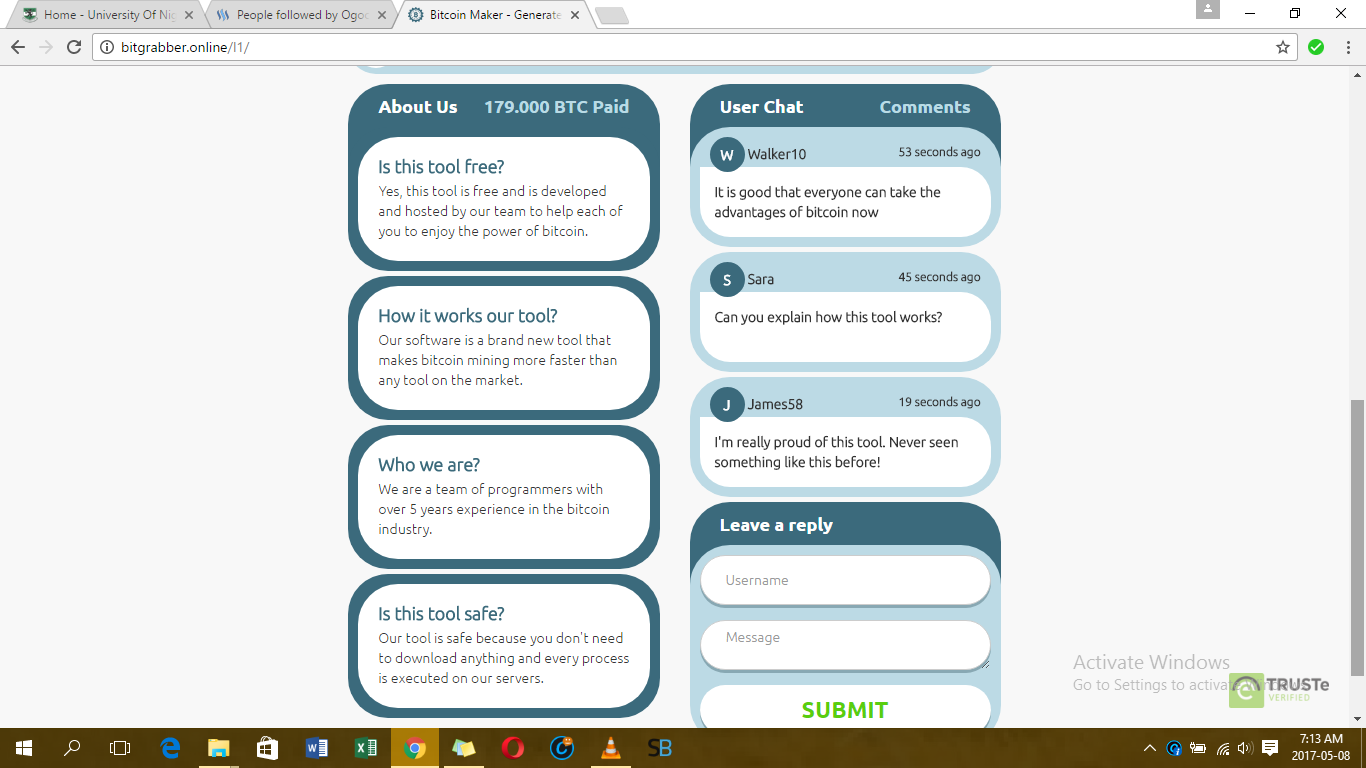 Home - University Of Nig
People followed by Ogo
Bitcoin Maker - Generate
bitgrabber.online/l1/
About Us 179.000 BTC Paid
Is this tool free?
Yes, this tool is free and is developed
and hosted by our team to help each of
you to enjoy the power of bitcoin.
How it works our tool?
Our software is a brand new tool that
makes bitcoin mining more faster than
any tool on the market.
Who we are?
We are a team of programmers with
over 5 years experience in the bitcoin
industry.
Is this tool safe?
Our tool is safe because you don't need
to download anything and every process
is executed on our servers.
User Chat Comments
W Walker10 53 seconds ago
It is good that everyone can take the
advantages of bitcoin now
S Sara 45 seconds ago
Can you explain how this tool works?
J James58 19 seconds ago
I'm really proud of this tool. Never seen
something like this before!
Leave a reply
Username
Message
SUBMIT
Activate Windows
Go to Settings to activate
TRUSTe
VERIFIED
SB
7:13 AM
2017-05-08